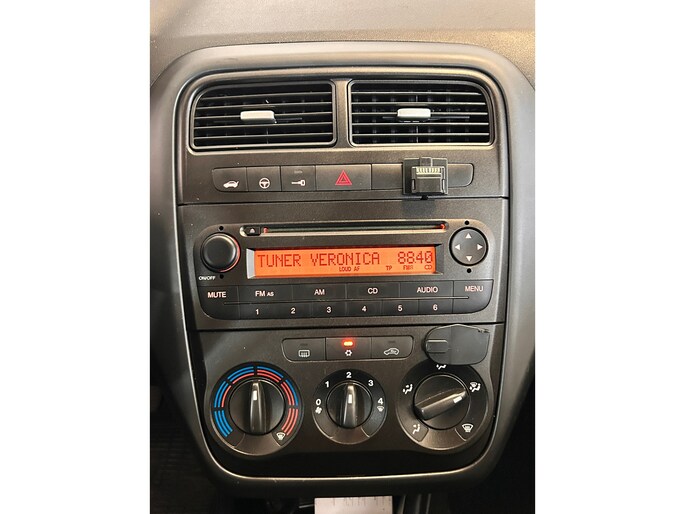 TUNER VERONICA 8840
LOUD AF TP FM1 CD
ON/OFF
MUTE FM AS AM CD AUDIO MENU
1 2 3 4 5 6
0 1 2 3 4